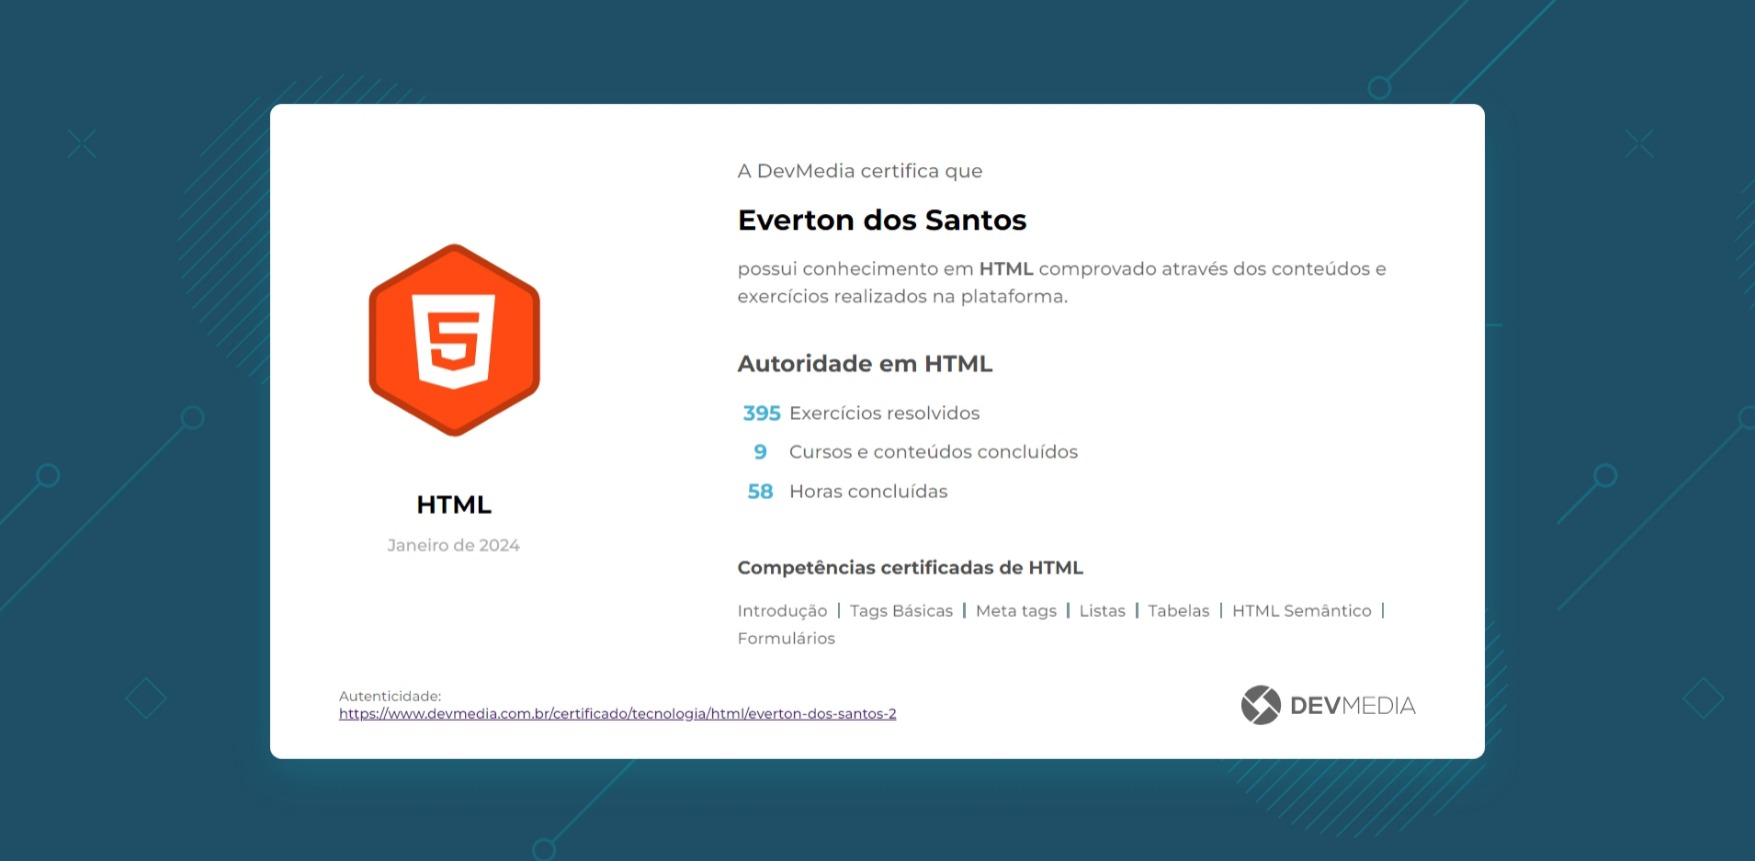 A DevMedia certifica que
Everton dos Santos
possui conhecimento em HTML comprovado através dos conteúdos e
exercícios realizados na plataforma.
Autoridade em HTML
395 Exercícios resolvidos
9 Cursos e conteúdos concluídos
58 Horas concluídas
HTML
Janeiro de 2024
Competências certificadas de HTML
Introdução | Tags Básicas | Meta tags | Listas | Tabelas | HTML Semântico |
Formulários
Autenticidade:
https://www.devmedia.com.br/certificado/tecnologia/html/everton-dos-santos-2
DEVMEDIA